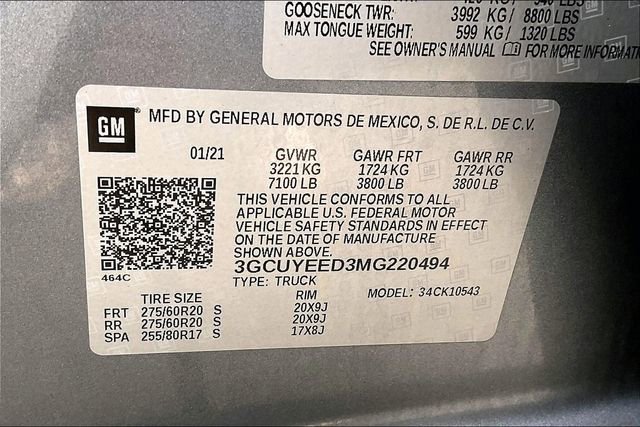 GOOSENECK TWR: 3992 KG / 8800 LBS
MAX TONGUE WEIGHT: 599 KG / 1320 LBS
SEE OWNER'S MANUAL FOR MORE INFORMATION
GM ® MFD BY GENERAL MOTORS DE MEXICO, S. DE R.L. DE C.V.
01/21 GVWR GAWR FRT GAWR RR
3221 KG 1724 KG 1724 KG
7100 LB 3800 LB 3800 LB
THIS VEHICLE CONFORMS TO ALL
APPLICABLE U.S. FEDERAL MOTOR
VEHICLE SAFETY STANDARDS IN EFFECT
ON THE DATE OF MANUFACTURE
SHOWN ABOVE.
3GCUYEED3MG220494
464C
TYPE: TRUCK MODEL: 34CK10543
TIRE SIZE RIM
FRT 275/60R20 S 20X9J
RR 275/60R20 S 20X9J
SPA 255/80R17 S 17X8J